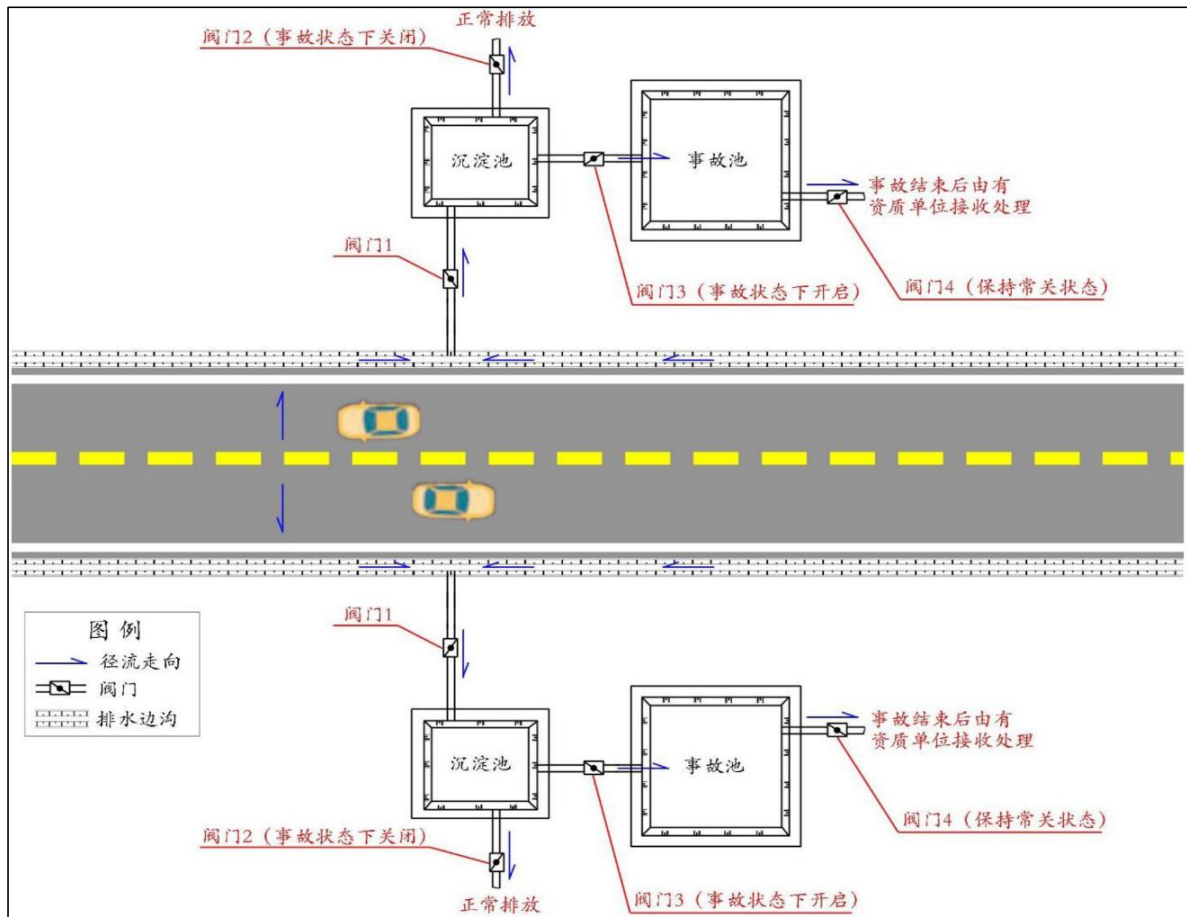 正常排放
阀门2（事故状态下关闭）
沉淀池
事故池
事故结束后由有
资质单位接收处理
阀门1
阀门3（事故状态下开启）
阀门4（保持常关状态）
图例
径流走向
阀门
排水边沟
阀门1
沉淀池
事故池
事故结束后由有
资质单位接收处理
阀门2（事故状态下关闭）
阀门4（保持常关状态）
正常排放
阀门3（事故状态下开启）